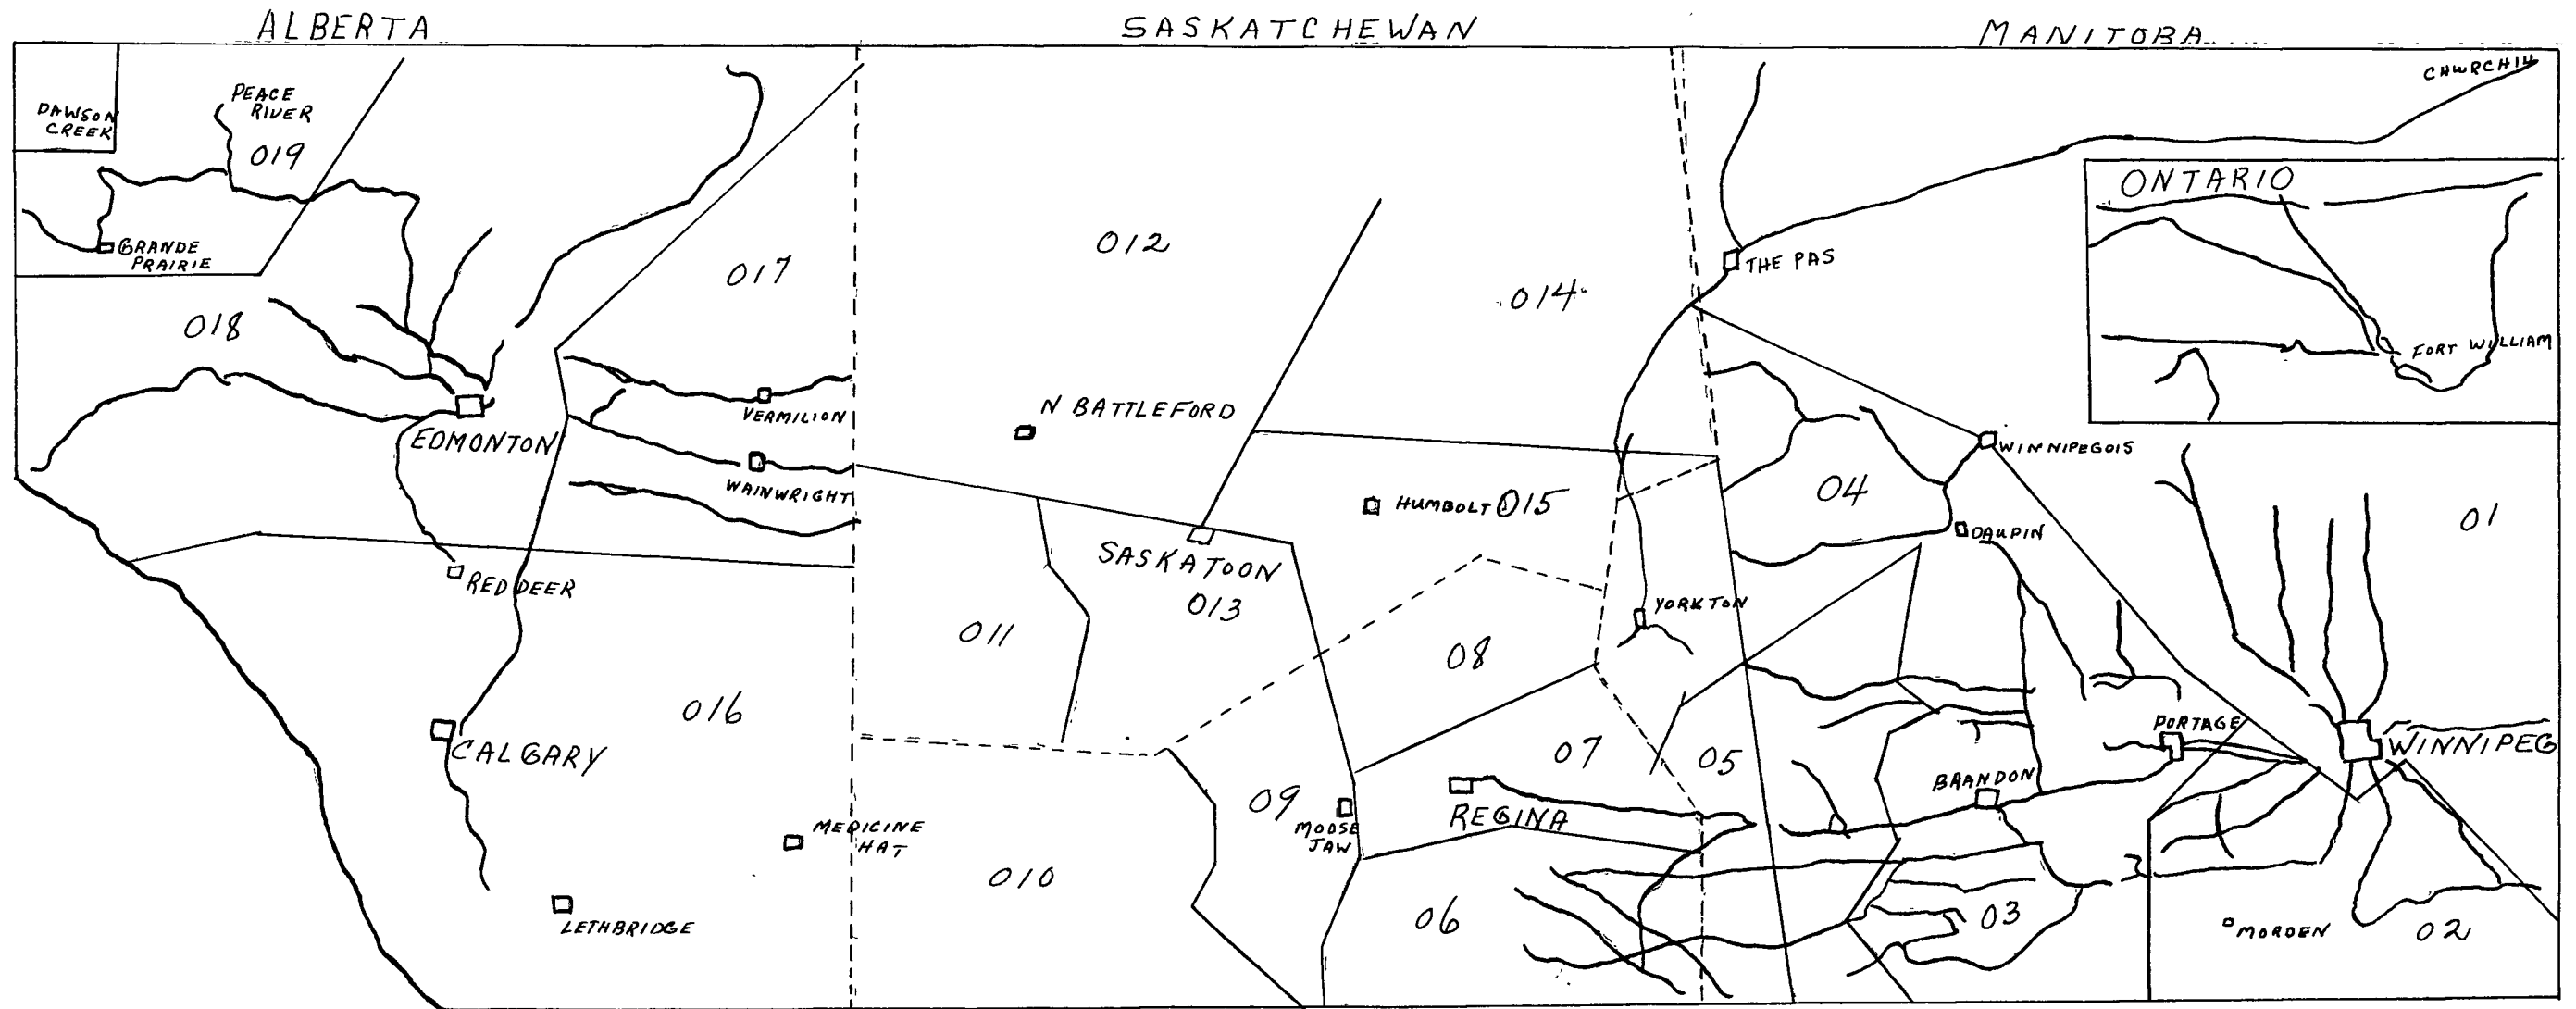 ALBERTA
SASKATCHEWAN
MANITOBA
DAWSON
CREEK
PEACE
RIVER
019
GRANDE
PRAIRIE
018
017
EDMONTON
VERMILION
WAINWRIGHT
RED DEER
016
CALGARY
MEDICINE
HAT
LETHBRIDGE
012
014
N BATTLEFORD
HUMBOLT 015
SASKATOON
013
011
08
YORKTON
010
09
MOOSE
JAW
07
REGINA
06
CHURCHIH
ONTARIO
FORT WILLIAM
THE PAS
WINNIPEGOIS
04
DAUPIN
01
05
BRANDON
PORTAGE
WINNIPEG
03
MORDEN
02